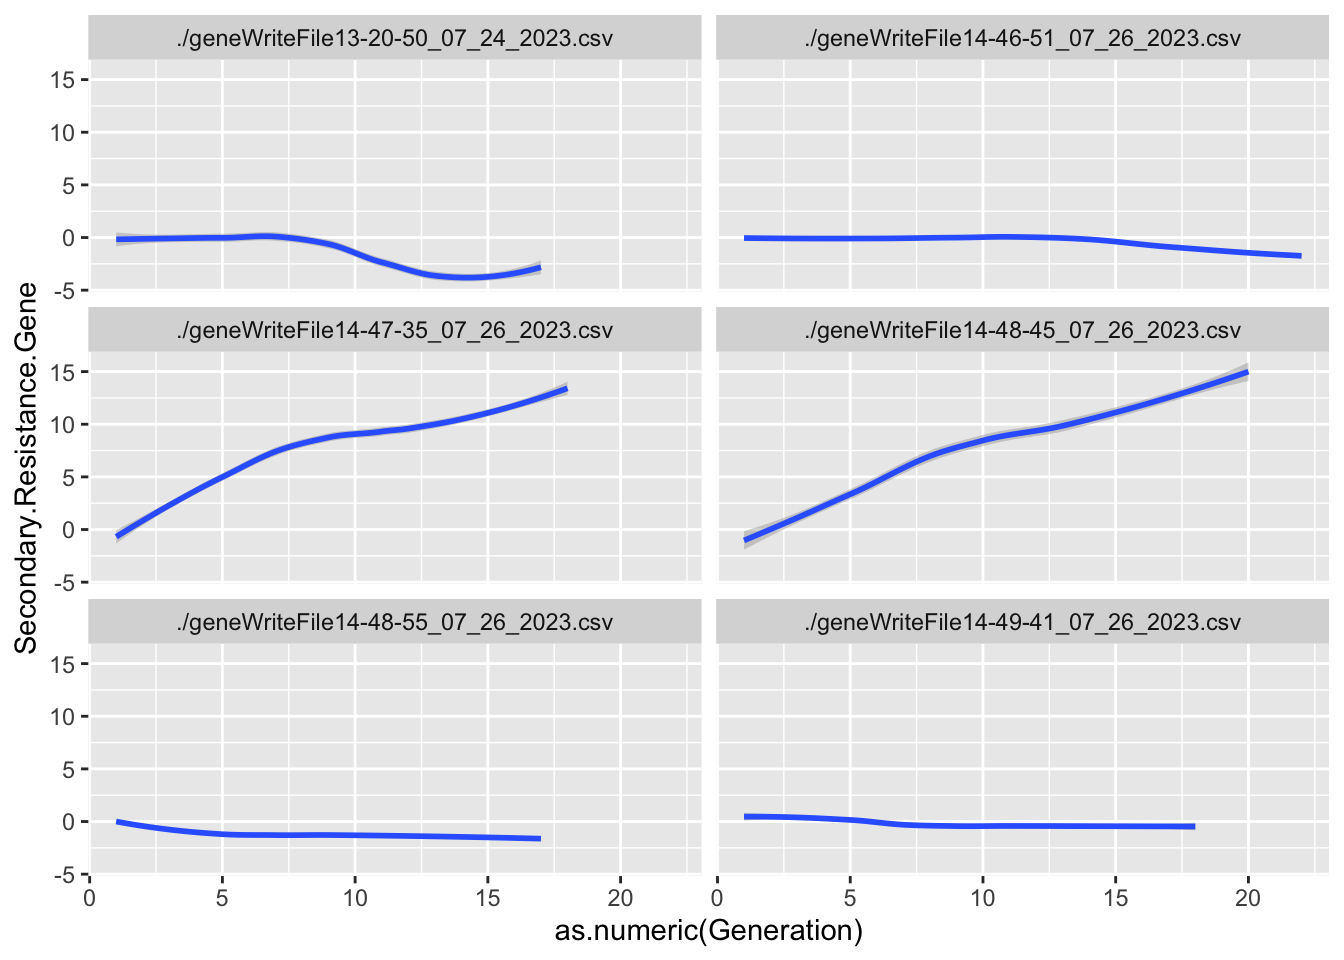 ./geneWriteFile13-20-50_07_24_2023.csv
./geneWriteFile14-46-51_07_26_2023.csv
15
10
5
0
-5
./geneWriteFile14-47-35_07_26_2023.csv
./geneWriteFile14-48-45_07_26_2023.csv
15
10
5
0
-5
./geneWriteFile14-48-55_07_26_2023.csv
./geneWriteFile14-49-41_07_26_2023.csv
15
10
5
0
-5
0 5 10 15 20
0 5 10 15 20
as.numeric(Generation)
Secondary.Resistance.Gene